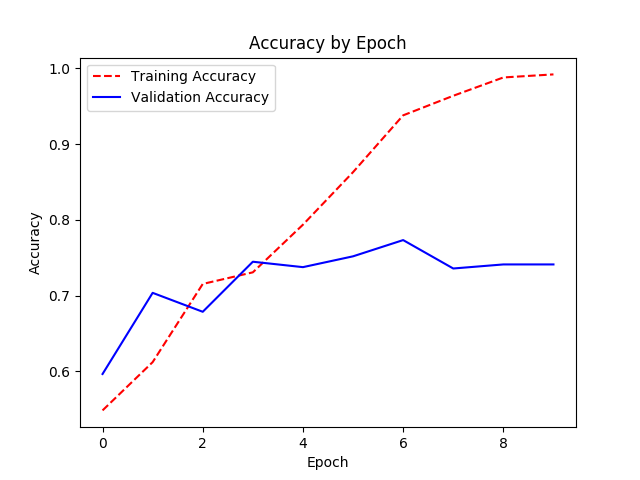 Accuracy by Epoch
Training Accuracy
Validation Accuracy
1.0
0.9
0.8
0.7
0.6
Accuracy
0 2 4 6 8
Epoch